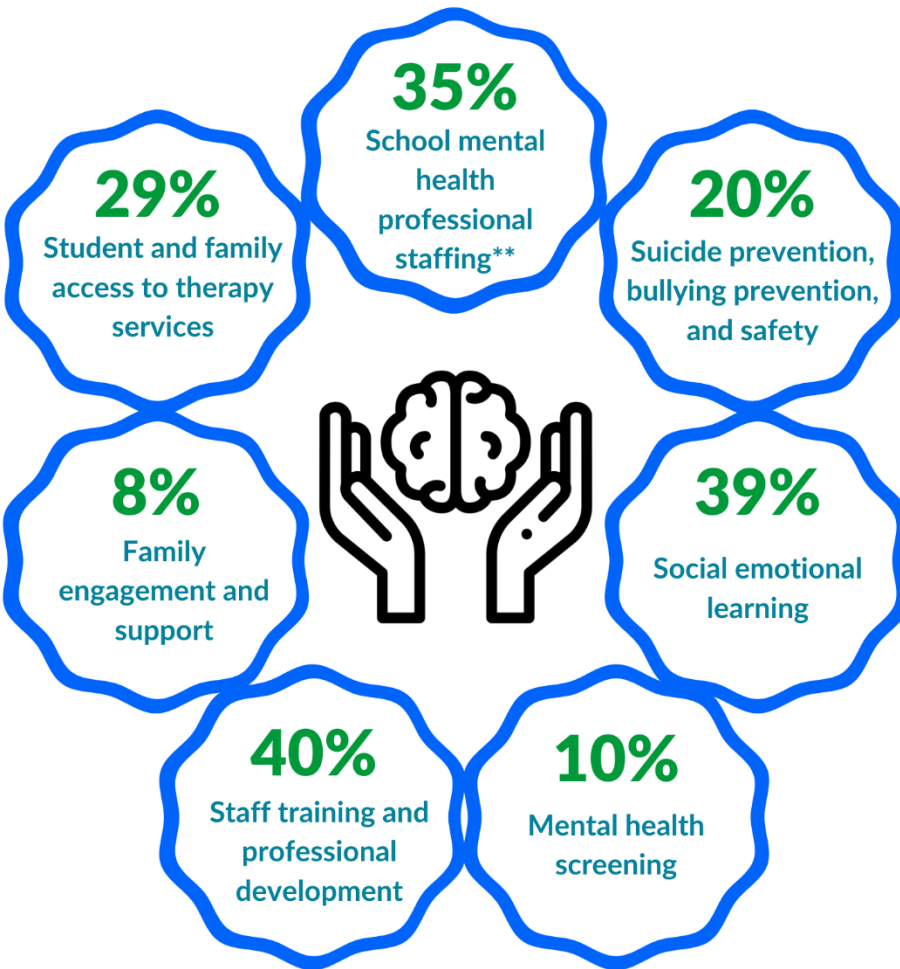 35%
School mental
health
professional
staffing**
29%
Student and family
access to therapy
services
20%
Suicide prevention,
bullying prevention,
and safety
8%
Family
engagement and
support
39%
Social emotional
learning
40%
Staff training and
professional
development
10%
Mental health
screening